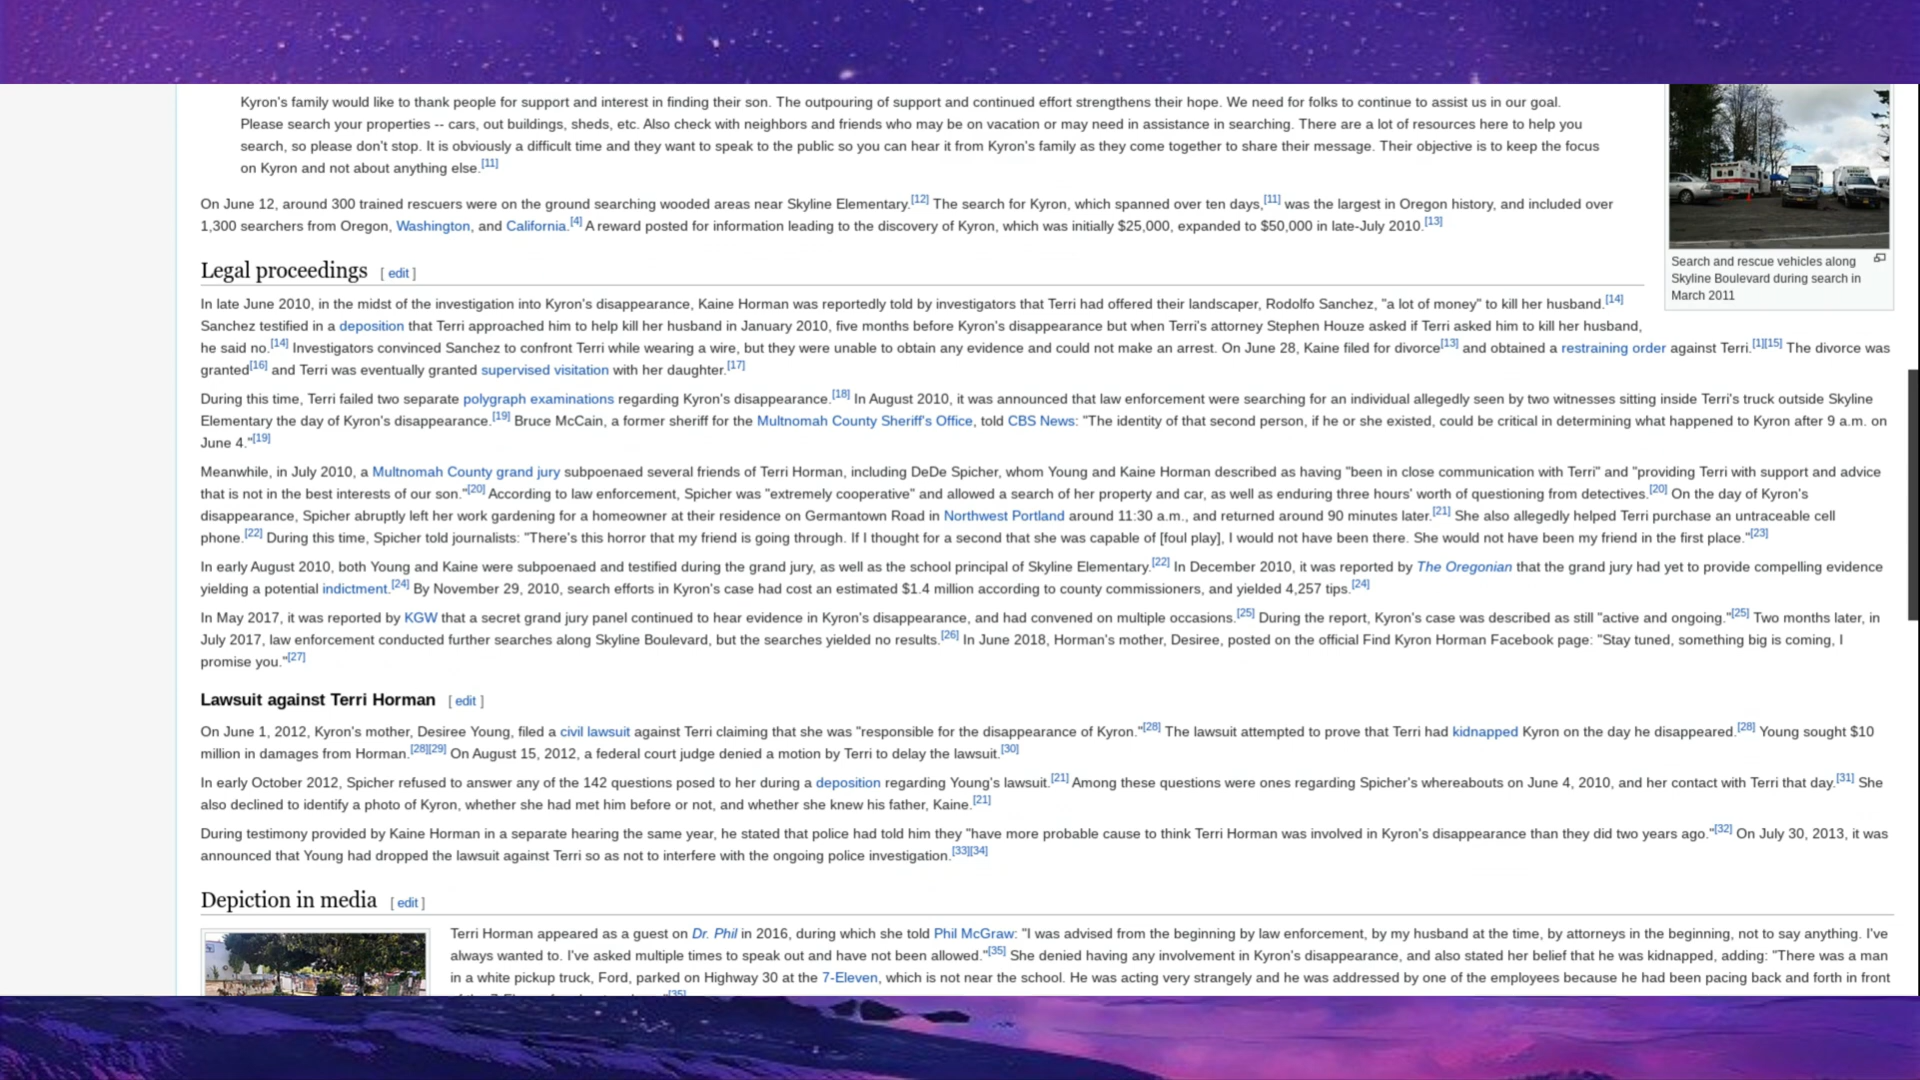 Kyron's family would like to thank people for support and interest in finding their son. The outpouring of support and continued effort strengthens their hope. We need for folks to continue to assist us in our goal.
Please search your properties -- cars, out buildings, sheds, etc. Also check with neighbors and friends who may be on vacation or may need in assistance in searching. There are a lot of resources here to help you
search, so please don't stop. It is obviously a difficult time and they want to speak to the public so you can hear it from Kyron's family as they come together to share their message. Their objective is to keep the focus
on Kyron and not about anything else.[11]
On June 12, around 300 trained rescuers were on the ground searching wooded areas near Skyline Elementary.[12] The search for Kyron, which spanned over ten days,[11] was the largest in Oregon history, and included over
1,300 searchers from Oregon, Washington, and California.[4] A reward posted for information leading to the discovery of Kyron, which was initially $25,000, expanded to $50,000 in late-July 2010.[13]
Search and rescue vehicles along
Skyline Boulevard during search in
March 2011
Legal proceedings [ edit ]
In late June 2010, in the midst of the investigation into Kyron's disappearance, Kaine Horman was reportedly told by investigators that Terri had offered their landscaper, Rodolfo Sanchez, "a lot of money" to kill her husband.[14]
Sanchez testified in a deposition that Terri approached him to help kill her husband in January 2010, five months before Kyron's disappearance but when Terri's attorney Stephen Houze asked if Terri asked him to kill her husband,
he said no.[14] Investigators convinced Sanchez to confront Terri while wearing a wire, but they were unable to obtain any evidence and could not make an arrest. On June 28, Kaine filed for divorce[13] and obtained a restraining order against Terri.[1][15] The divorce was
granted[16] and Terri was eventually granted supervised visitation with her daughter.[17]
During this time, Terri failed two separate polygraph examinations regarding Kyron's disappearance.[18] In August 2010, it was announced that law enforcement were searching for an individual allegedly seen by two witnesses sitting inside Terri's truck outside Skyline
Elementary the day of Kyron's disappearance.[19] Bruce McCain, a former sheriff for the Multnomah County Sheriff's Office, told CBS News: "The identity of that second person, if he or she existed, could be critical in determining what happened to Kyron after 9 a.m. on
June 4."[19]
Meanwhile, in July 2010, a Multnomah County grand jury subpoenaed several friends of Terri Horman, including DeDe Spicher, whom Young and Kaine Horman described as having "been in close communication with Terri" and "providing Terri with support and advice
that is not in the best interests of our son."[20] According to law enforcement, Spicher was "extremely cooperative" and allowed a search of her property and car, as well as enduring three hours' worth of questioning from detectives.[20] On the day of Kyron's
disappearance, Spicher abruptly left her work gardening for a homeowner at their residence on Germantown Road in Northwest Portland around 11:30 a.m., and returned around 90 minutes later.[21] She also allegedly helped Terri purchase an untraceable cell
phone.[22] During this time, Spicher told journalists: "There's this horror that my friend is going through. If I thought for a second that she was capable of [foul play], I would not have been there. She would not have been my friend in the first place."[23]
In early August 2010, both Young and Kaine were subpoenaed and testified during the grand jury, as well as the school principal of Skyline Elementary.[22] In December 2010, it was reported by The Oregonian that the grand jury had yet to provide compelling evidence
yielding a potential indictment.[24] By November 29, 2010, search efforts in Kyron's case had cost an estimated $1.4 million according to county commissioners, and yielded 4,257 tips.[24]
In May 2017, it was reported by KGW that a secret grand jury panel continued to hear evidence in Kyron's disappearance, and had convened on multiple occasions.[25] During the report, Kyron's case was described as still "active and ongoing."[25] Two months later, in
July 2017, law enforcement conducted further searches along Skyline Boulevard, but the searches yielded no results.[26] In June 2018, Horman's mother, Desiree, posted on the official Find Kyron Horman Facebook page: "Stay tuned, something big is coming, I
promise you."[27]
Lawsuit against Terri Horman [ edit ]
On June 1, 2012, Kyron's mother, Desiree Young, filed a civil lawsuit against Terri claiming that she was "responsible for the disappearance of Kyron."[28] The lawsuit attempted to prove that Terri had kidnapped Kyron on the day he disappeared.[28] Young sought $10
million in damages from Horman.[28][29] On August 15, 2012, a federal court judge denied a motion by Terri to delay the lawsuit.[30]
In early October 2012, Spicher refused to answer any of the 142 questions posed to her during a deposition regarding Young's lawsuit.[21] Among these questions were ones regarding Spicher's whereabouts on June 4, 2010, and her contact with Terri that day.[31] She
also declined to identify a photo of Kyron, whether she had met him before or not, and whether she knew his father, Kaine.[21]
During testimony provided by Kaine Horman in a separate hearing the same year, he stated that police had told him they "have more probable cause to think Terri Horman was involved in Kyron's disappearance than they did two years ago."[32] On July 30, 2013, it was
announced that Young had dropped the lawsuit against Terri so as not to interfere with the ongoing police investigation.[33][34]
Depiction in media [ edit ]
Terri Horman appeared as a guest on Dr. Phil in 2016, during which she told Phil McGraw: "I was advised from the beginning by law enforcement, by my husband at the time, by attorneys in the beginning, not to say anything. I've
always wanted to. I've asked multiple times to speak out and have not been allowed."[35] She denied having any involvement in Kyron's disappearance, and also stated her belief that he was kidnapped, adding: "There was a man
in a white pickup truck, Ford, parked on Highway 30 at the 7-Eleven, which is not near the school. He was acting very strangely and he was addressed by one of the employees because he had been pacing back and forth in front